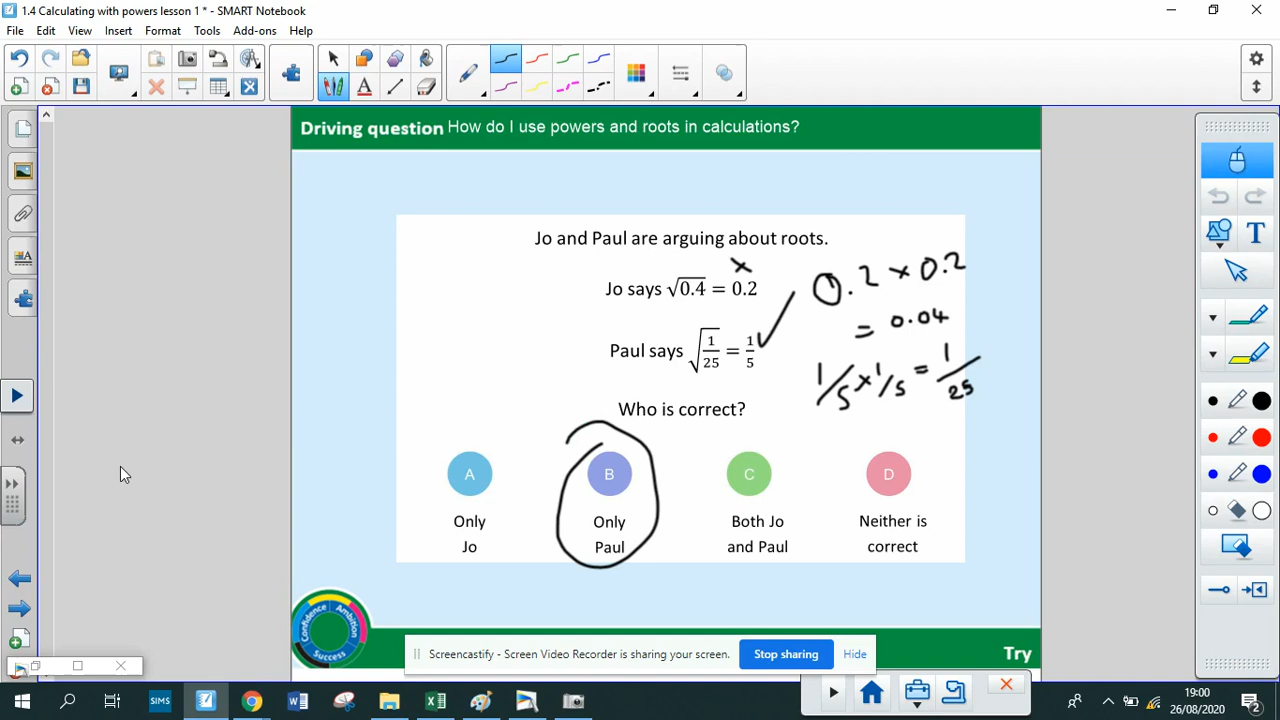 1.4 Calculating with powers lesson 1 * - SMART Notebook
File Edit View Insert Format Tools Add-ons Help
Driving question How do I use powers and roots in calculations?
Jo and Paul are arguing about roots.
×
Jo says √0.4 = 0.2
0.2 × 0.2
= 0.04
Paul says √1/25 = 1/5 ✓
1/5 × 1/5 = 1/25
Who is correct?
A B C D
Only Only Both Jo Neither is
Jo Paul and Paul correct
Confidence Ambition Success
Screencastify - Screen Video Recorder is sharing your screen. Stop sharing Hide
Try
SIMS
19:00
26/08/2020
2